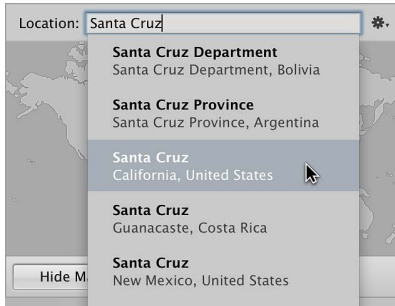 Location: Santa Cruz
Santa Cruz Department
Santa Cruz Department, Bolivia
Santa Cruz Province
Santa Cruz Province, Argentina
Santa Cruz
California, United States
Santa Cruz
Guanacaste, Costa Rica
Santa Cruz
New Mexico, United States
Hide